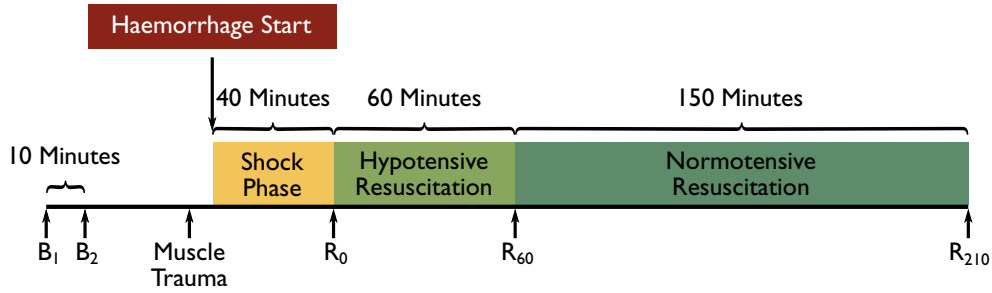 Haemorrhage Start
40 Minutes
60 Minutes
150 Minutes
10 Minutes
Shock
Phase
Hypotensive
Resuscitation
Normotensive
Resuscitation
B1
B2
Muscle
Trauma
R0
R60
R210